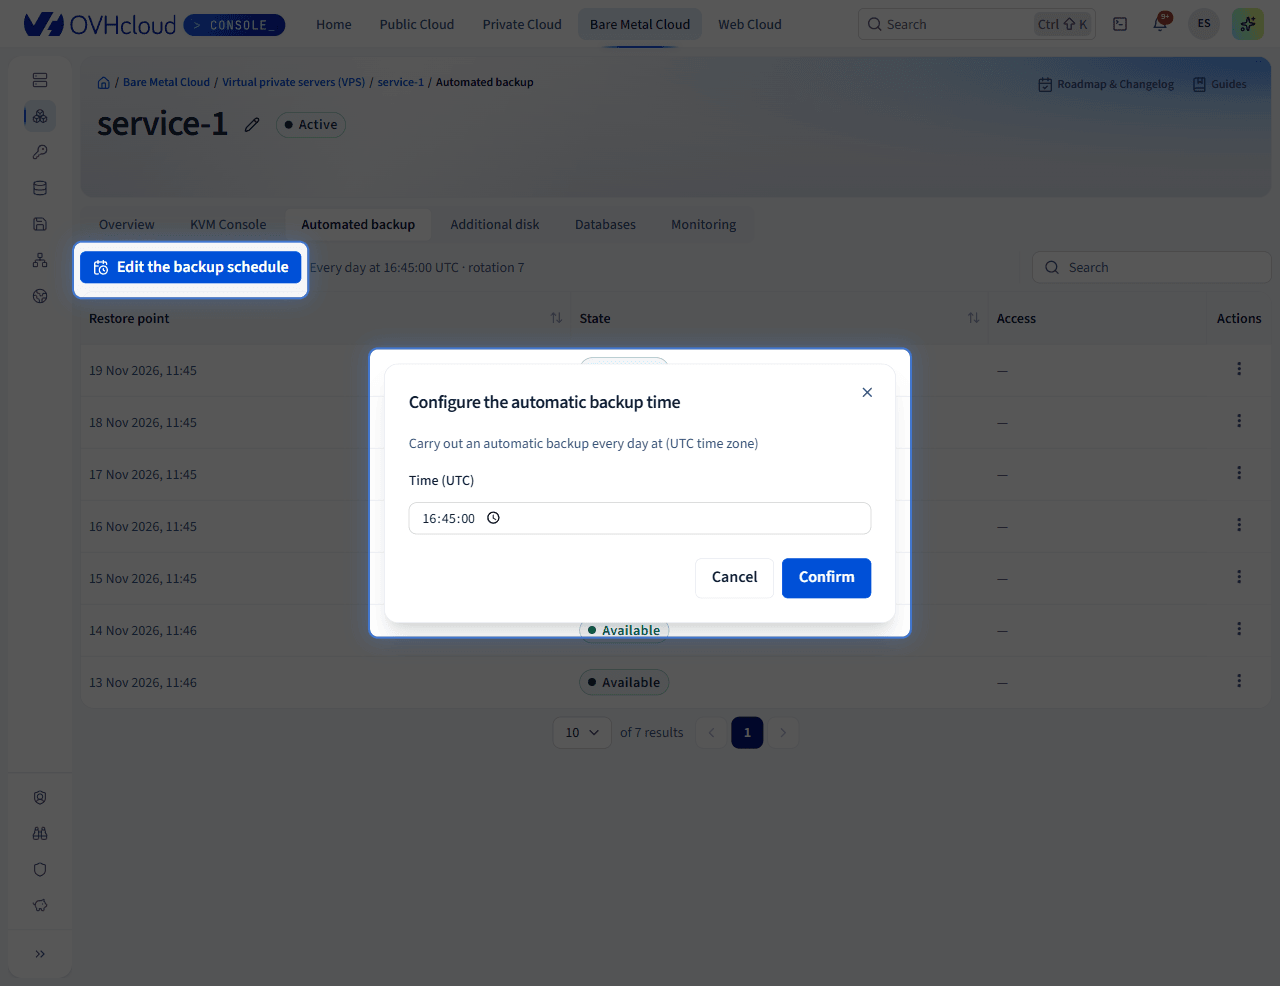 OVHcloud
> CONSOLE_
Home
Public Cloud
Private Cloud
Bare Metal Cloud
Web Cloud
Search
Ctrl ⇧ K
9+
ES
/ Bare Metal Cloud / Virtual private servers (VPS) / service-1 / Automated backup
Roadmap & Changelog
Guides
service-1
Active
Overview
KVM Console
Automated backup
Additional disk
Databases
Monitoring
Edit the backup schedule
Every day at 16:45:00 UTC · rotation 7
Search
Restore point
State
Access
Actions
19 Nov 2026, 11:45
—
18 Nov 2026, 11:45
—
17 Nov 2026, 11:45
—
16 Nov 2026, 11:45
—
15 Nov 2026, 11:45
—
14 Nov 2026, 11:46
Available
—
13 Nov 2026, 11:46
Available
—
Configure the automatic backup time
Carry out an automatic backup every day at (UTC time zone)
Time (UTC)
16:45:00
Cancel
Confirm
10
of 7 results
1